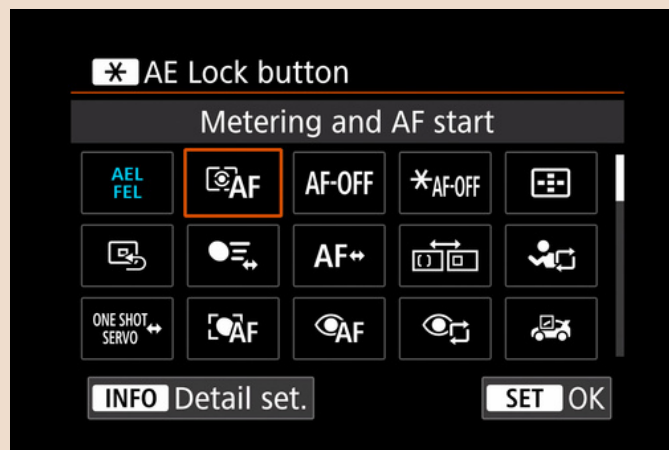 * AE Lock button
Metering and AF start
AEL
FEL
AF
AF-OFF
*AF-OFF
AF
ONE SHOT
SERVO
AF
AF
INFO Detail set.
SET OK